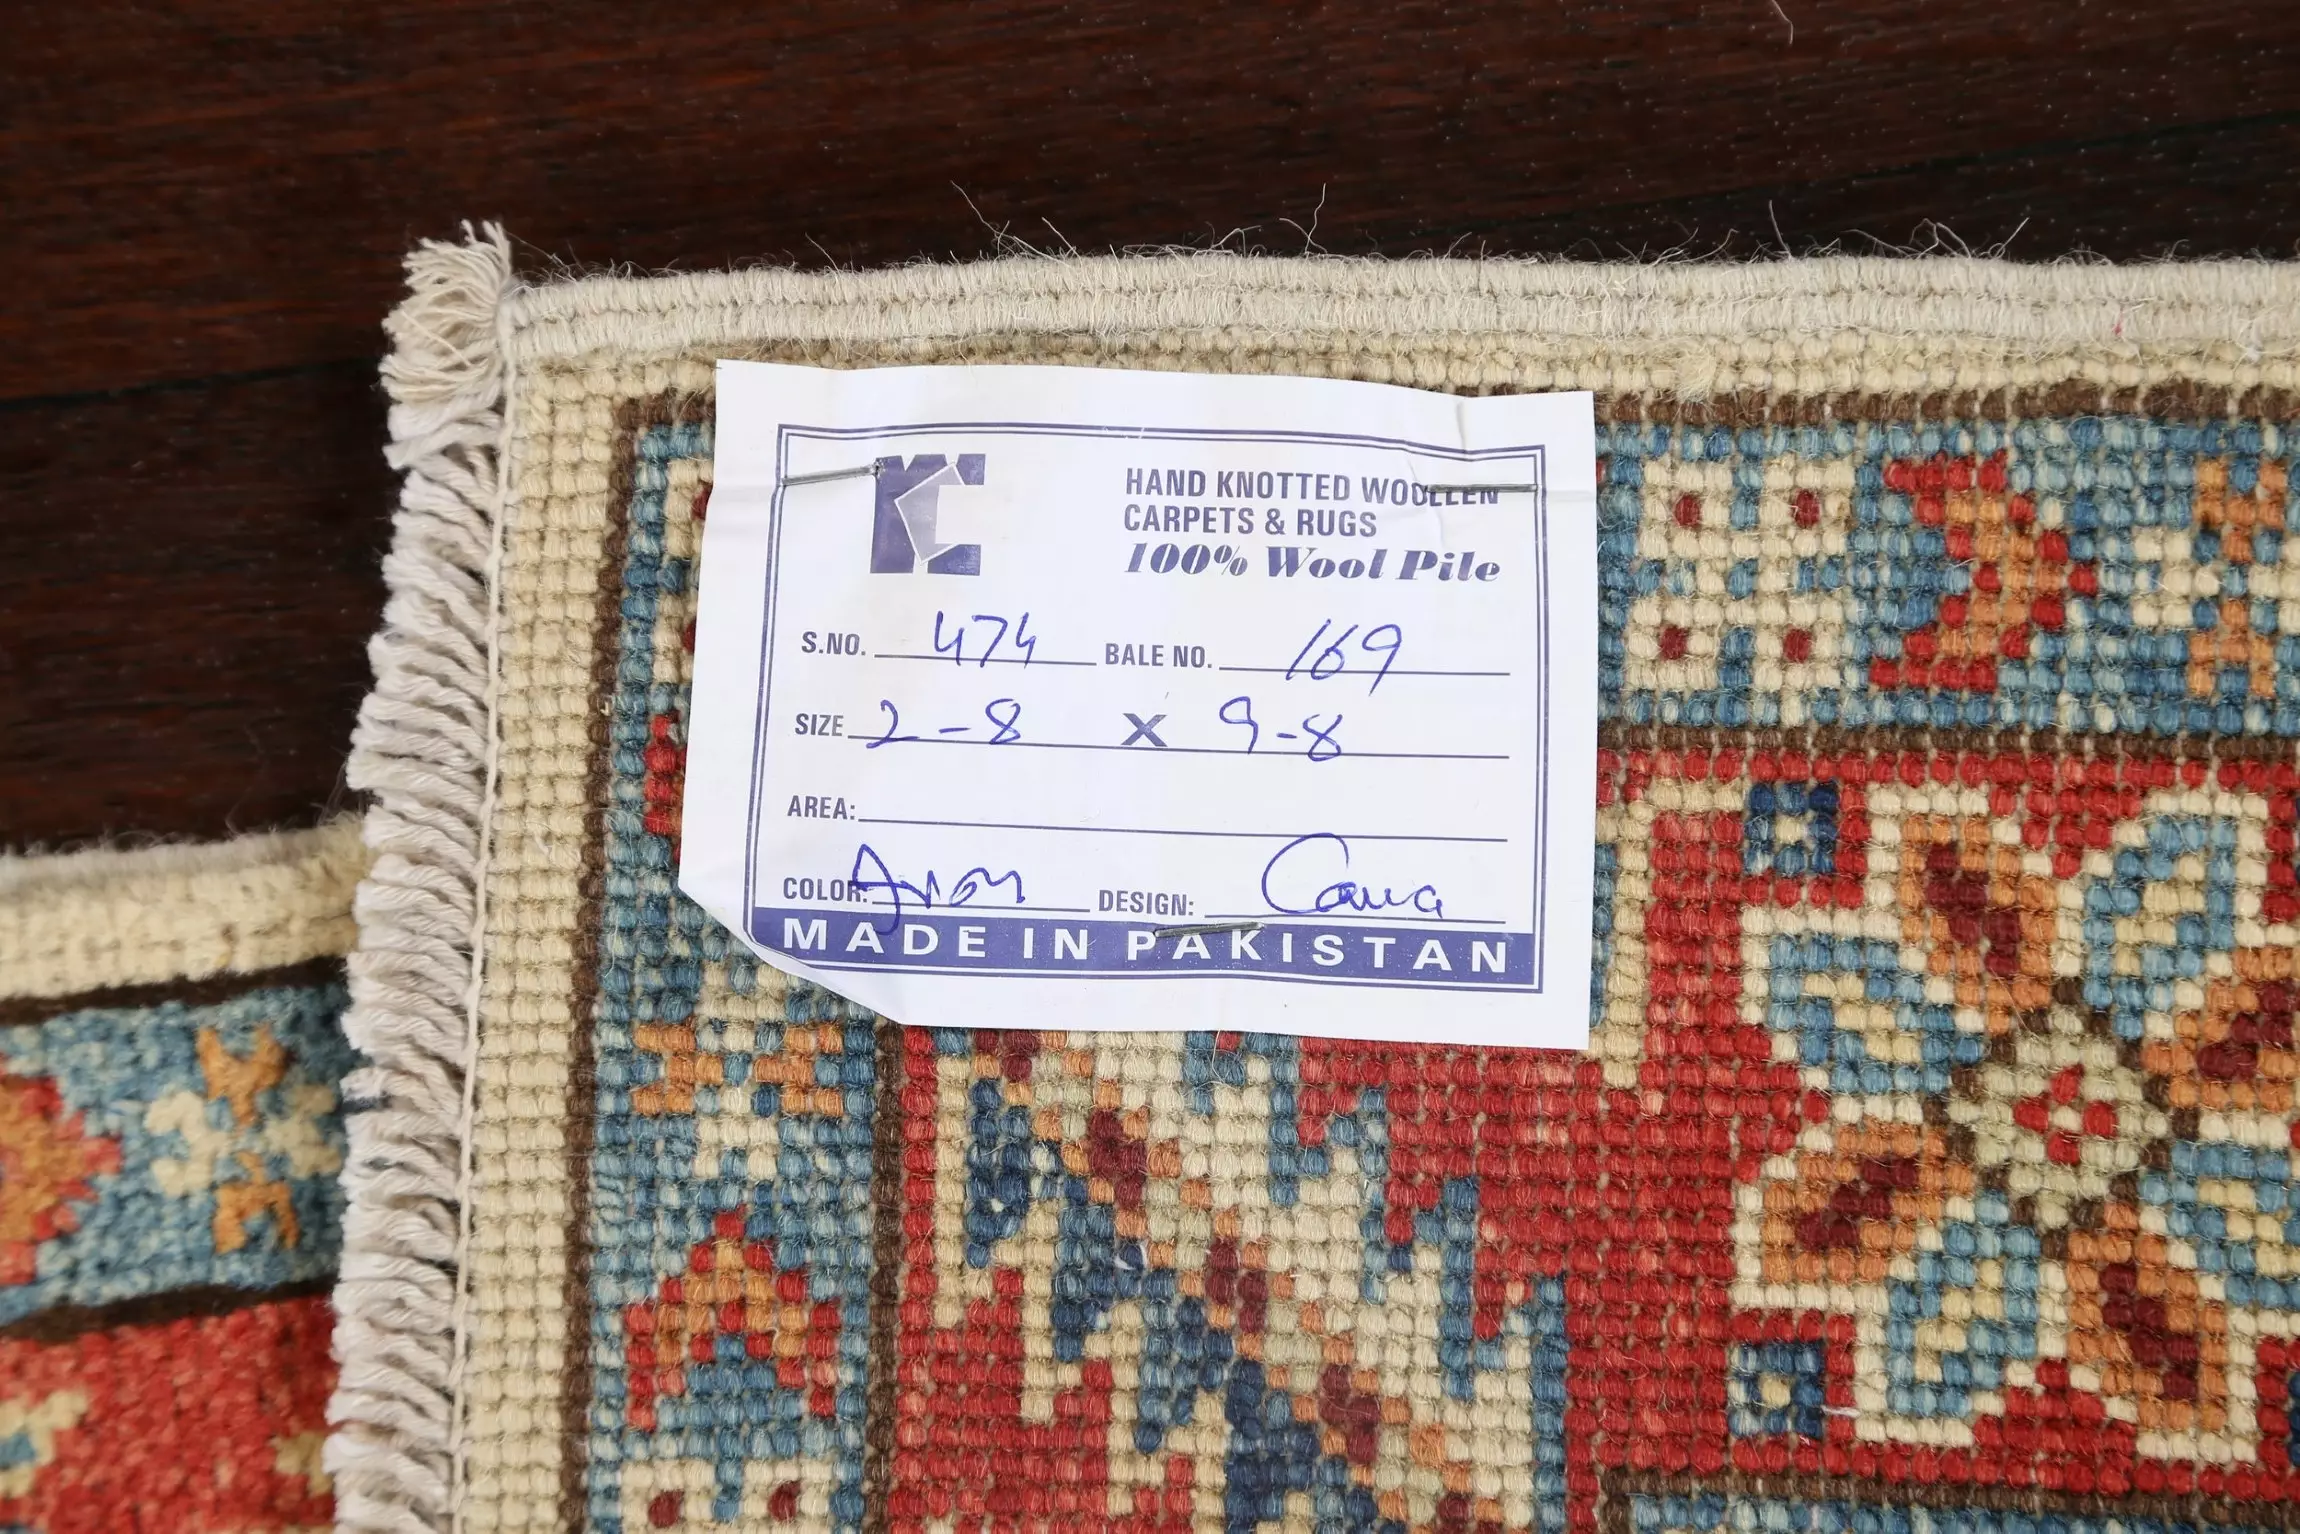 KC
HAND KNOTTED WOOLLEN
CARPETS & RUGS
100% Wool Pile
S.NO. 474 BALE NO. 169
SIZE 2-8 X 9-8
AREA:
COLOR: DESIGN:
MADE IN PAKISTAN